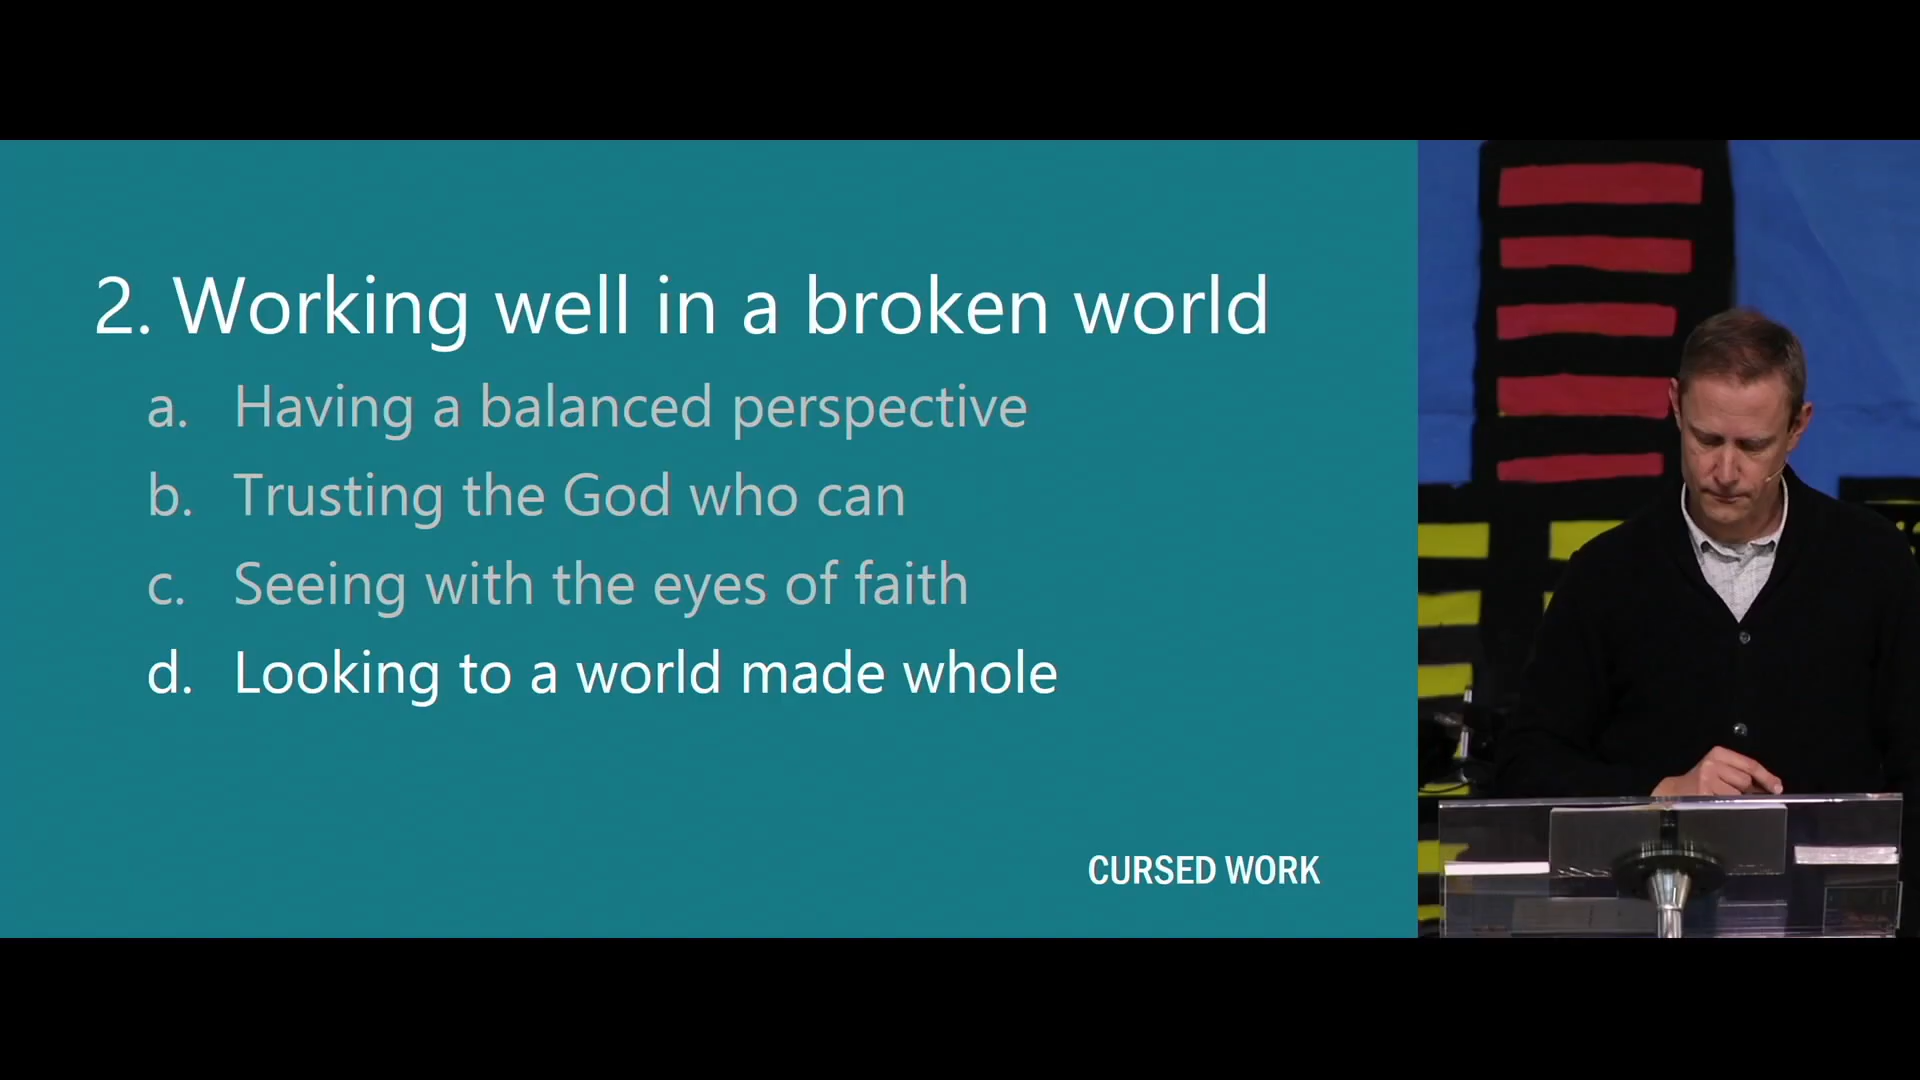 2. Working well in a broken world
a. Having a balanced perspective
b. Trusting the God who can
c. Seeing with the eyes of faith
d. Looking to a world made whole
CURSED WORK